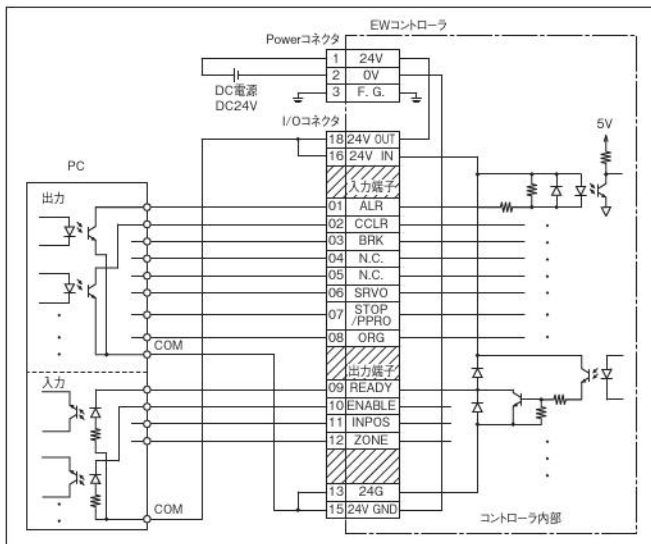 EWコントローラ
Powerコネクタ
1 24V
2 0V
3 F. G.
DC電源
DC24V
I/Oコネクタ
18 24V OUT
16 24V IN
5V
PC
入力端子
出力
01 ALR
02 CCLR
03 BRK
04 N.C.
05 N.C.
06 SRVO
07 STOP
/PPRO
08 ORG
COM
出力端子
入力
09 READY
10 ENABLE
11 INPOS
12 ZONE
13 24G
COM
15 24V GND
コントローラ内部